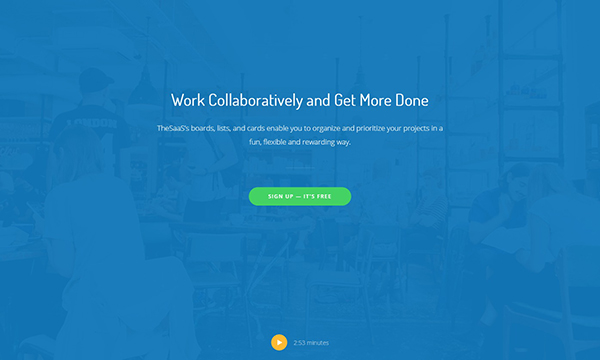 Work Collaboratively and Get More Done
TheSaaS's boards, lists, and cards enable you to organize and prioritize your projects in a
fun, flexible and rewarding way.
SIGN UP — IT'S FREE
2:53 minutes